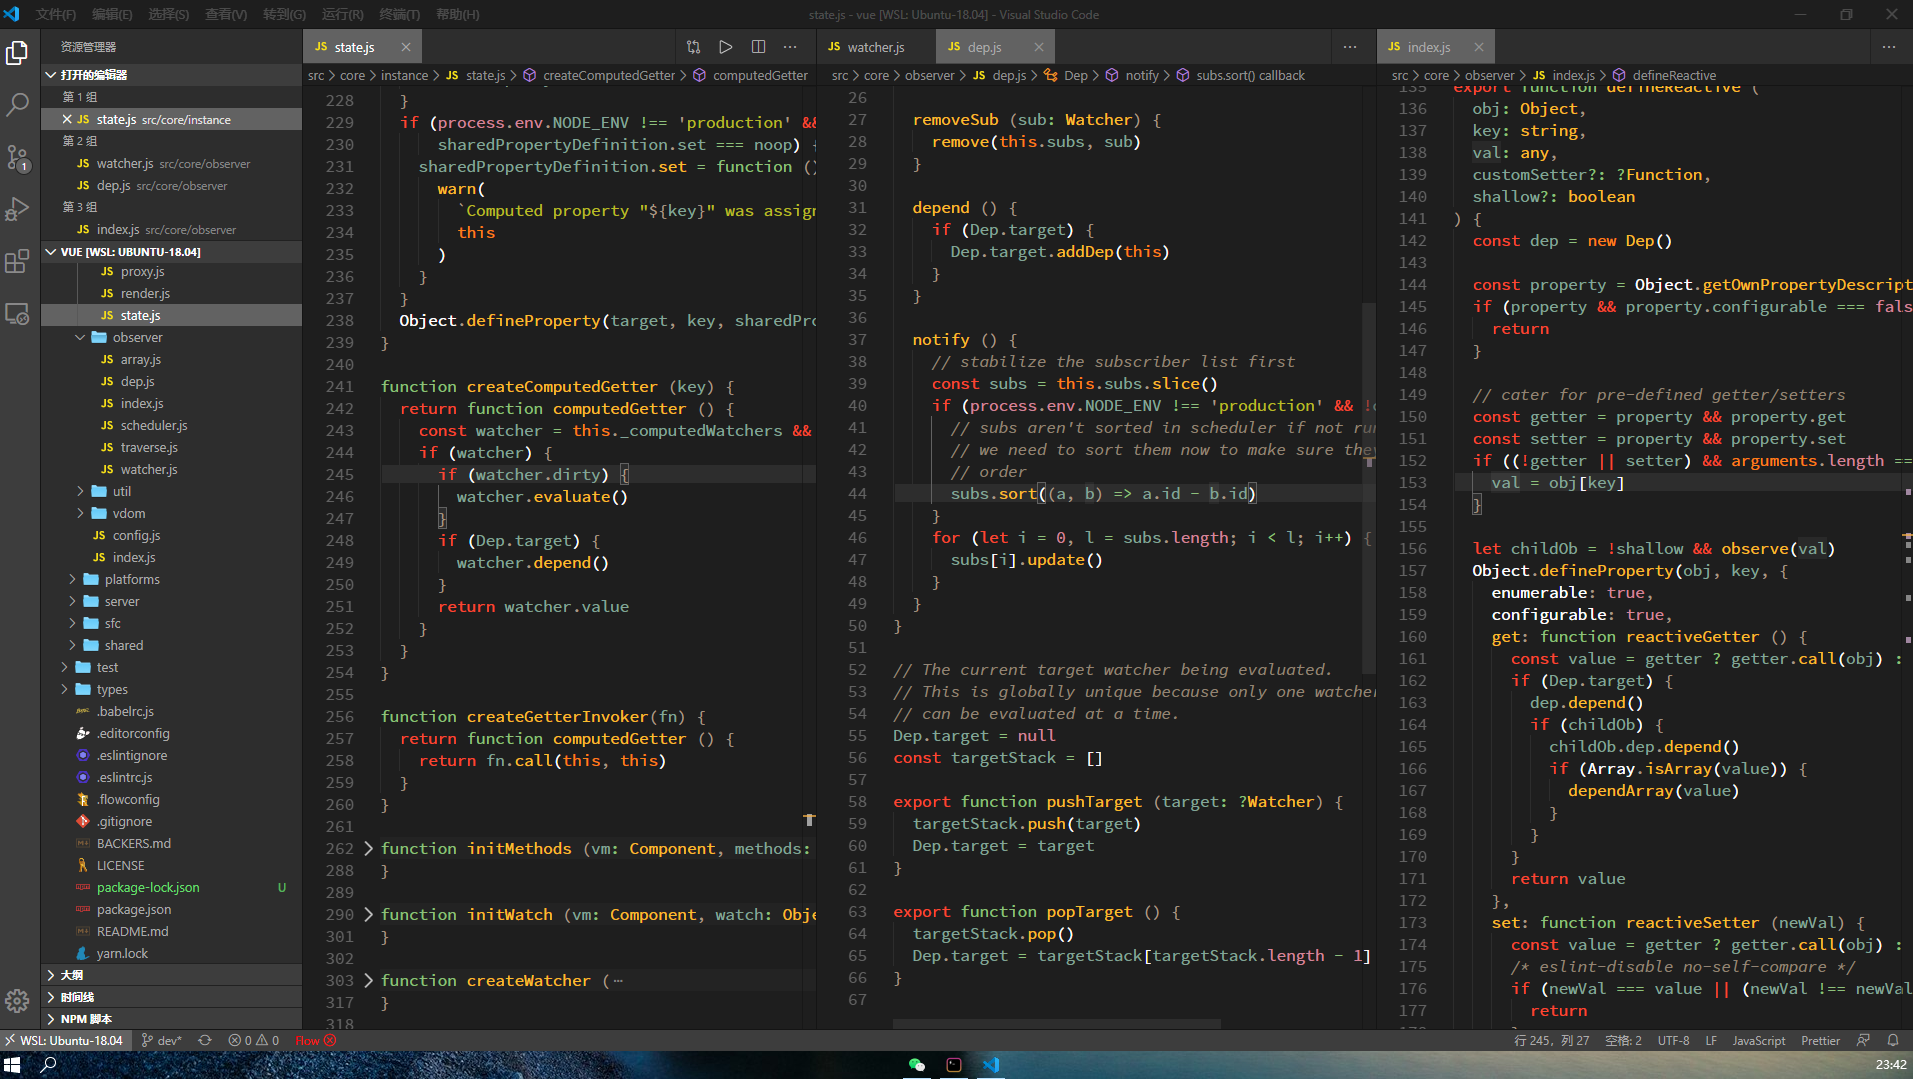 文件(F) 编辑(E) 选择(S) 查看(V) 转到(G) 运行(R) 终端(T) 帮助(H)
state.js - vue [WSL: Ubuntu-18.04] - Visual Studio Code
资源管理器
打开的编辑器
第 1 组
JS state.js src/core/instance
第 2 组
JS watcher.js src/core/observer
JS dep.js src/core/observer
第 3 组
JS index.js src/core/observer
VUE [WSL: UBUNTU-18.04]
JS proxy.js
JS render.js
JS state.js
observer
JS array.js
JS dep.js
JS index.js
JS scheduler.js
JS traverse.js
JS watcher.js
util
vdom
JS config.js
JS index.js
platforms
server
sfc
shared
test
types
.babelrc.js
.editorconfig
.eslintignore
.eslintrc.js
.flowconfig
.gitignore
BACKERS.md
LICENSE
package-lock.json U
package.json
README.md
yarn.lock
大纲
时间线
NPM 脚本
1
JS state.js
src > core > instance > JS state.js > createComputedGetter > computedGetter
228 }
229 if (process.env.NODE_ENV !== 'production' &&
230 sharedPropertyDefinition.set === noop) {
231 sharedPropertyDefinition.set = function ()
232 warn(
233 `Computed property "${key}" was assign
234 this
235 )
236 }
237 }
238 Object.defineProperty(target, key, sharedPro
239 }
240
241 function createComputedGetter (key) {
242 return function computedGetter () {
243 const watcher = this._computedWatchers &&
244 if (watcher) {
245 if (watcher.dirty) {
246 watcher.evaluate()
247 }
248 if (Dep.target) {
249 watcher.depend()
250 }
251 return watcher.value
252 }
253 }
254 }
255
256 function createGetterInvoker(fn) {
257 return function computedGetter () {
258 return fn.call(this, this)
259 }
260 }
261
262 function initMethods (vm: Component, methods:
288 }
289
290 function initWatch (vm: Component, watch: Obje
301 }
302
303 function createWatcher (⋯
317 }
318
JS watcher.js JS dep.js
src > core > observer > JS dep.js > Dep > notify > subs.sort() callback
26
27 removeSub (sub: Watcher) {
28 remove(this.subs, sub)
29 }
30
31 depend () {
32 if (Dep.target) {
33 Dep.target.addDep(this)
34 }
35 }
36
37 notify () {
38 // stabilize the subscriber list first
39 const subs = this.subs.slice()
40 if (process.env.NODE_ENV !== 'production' && !c
41 // subs aren't sorted in scheduler if not run
42 // we need to sort them now to make sure they
43 // order
44 subs.sort((a, b) => a.id - b.id)
45 }
46 for (let i = 0, l = subs.length; i < l; i++) {
47 subs[i].update()
48 }
49 }
50 }
51
52 // The current target watcher being evaluated.
53 // This is globally unique because only one watcher
54 // can be evaluated at a time.
55 Dep.target = null
56 const targetStack = []
57
58 export function pushTarget (target: ?Watcher) {
59 targetStack.push(target)
60 Dep.target = target
61 }
62
63 export function popTarget () {
64 targetStack.pop()
65 Dep.target = targetStack[targetStack.length - 1]
66 }
67
JS index.js
src > core > observer > JS index.js > defineReactive
135 export function defineReactive (
136 obj: Object,
137 key: string,
138 val: any,
139 customSetter?: ?Function,
140 shallow?: boolean
141 ) {
142 const dep = new Dep()
143
144 const property = Object.getOwnPropertyDescript
145 if (property && property.configurable === fals
146 return
147 }
148
149 // cater for pre-defined getter/setters
150 const getter = property && property.get
151 const setter = property && property.set
152 if ((!getter || setter) && arguments.length ==
153 val = obj[key]
154 }
155
156 let childOb = !shallow && observe(val)
157 Object.defineProperty(obj, key, {
158 enumerable: true,
159 configurable: true,
160 get: function reactiveGetter () {
161 const value = getter ? getter.call(obj) :
162 if (Dep.target) {
163 dep.depend()
164 if (childOb) {
165 childOb.dep.depend()
166 if (Array.isArray(value)) {
167 dependArray(value)
168 }
169 }
170 }
171 return value
172 },
173 set: function reactiveSetter (newVal) {
174 const value = getter ? getter.call(obj) :
175 /* eslint-disable no-self-compare */
176 if (newVal === value || (newVal !== newVal
177 return
WSL: Ubuntu-18.04 dev* 0 0 Flow
行 245，列 27 空格: 2 UTF-8 LF JavaScript Prettier
23:42